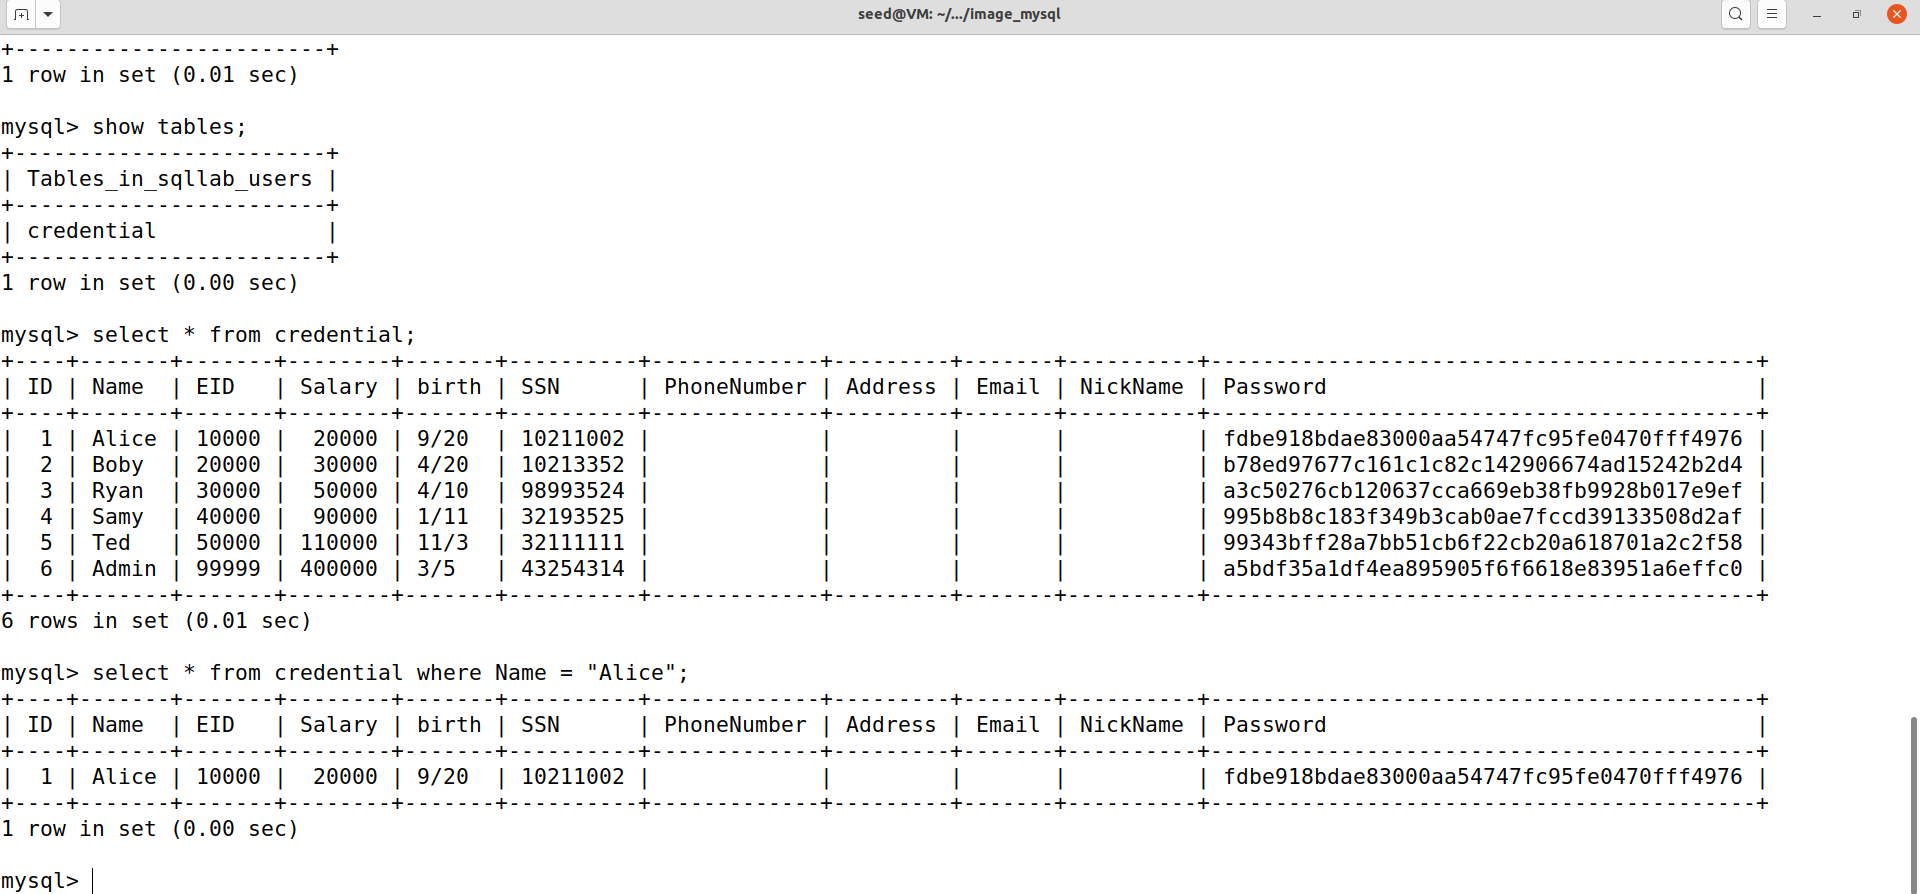 seed@VM: ~/.../image_mysql
+------------------------+
1 row in set (0.01 sec)
mysql> show tables;
+------------------------+
| Tables_in_sqllab_users |
+------------------------+
| credential             |
+------------------------+
1 row in set (0.00 sec)
mysql> select * from credential;
+----+-------+-------+--------+-------+----------+-------------+---------+-------+----------+------------------------------------------+
| ID | Name  | EID   | Salary | birth | SSN      | PhoneNumber | Address | Email | NickName | Password                                 |
+----+-------+-------+--------+-------+----------+-------------+---------+-------+----------+------------------------------------------+
|  1 | Alice | 10000 |  20000 | 9/20  | 10211002 |             |         |       |          | fdbe918bdae83000aa54747fc95fe0470fff4976 |
|  2 | Boby  | 20000 |  30000 | 4/20  | 10213352 |             |         |       |          | b78ed97677c161c1c82c142906674ad15242b2d4 |
|  3 | Ryan  | 30000 |  50000 | 4/10  | 98993524 |             |         |       |          | a3c50276cb120637cca669eb38fb9928b017e9ef |
|  4 | Samy  | 40000 |  90000 | 1/11  | 32193525 |             |         |       |          | 995b8b8c183f349b3cab0ae7fccd39133508d2af |
|  5 | Ted   | 50000 | 110000 | 11/3  | 32111111 |             |         |       |          | 99343bff28a7bb51cb6f22cb20a618701a2c2f58 |
|  6 | Admin | 99999 | 400000 | 3/5   | 43254314 |             |         |       |          | a5bdf35a1df4ea895905f6f6618e83951a6effc0 |
+----+-------+-------+--------+-------+----------+-------------+---------+-------+----------+------------------------------------------+
6 rows in set (0.01 sec)
mysql> select * from credential where Name = "Alice";
+----+-------+-------+--------+-------+----------+-------------+---------+-------+----------+------------------------------------------+
| ID | Name  | EID   | Salary | birth | SSN      | PhoneNumber | Address | Email | NickName | Password                                 |
+----+-------+-------+--------+-------+----------+-------------+---------+-------+----------+------------------------------------------+
|  1 | Alice | 10000 |  20000 | 9/20  | 10211002 |             |         |       |          | fdbe918bdae83000aa54747fc95fe0470fff4976 |
+----+-------+-------+--------+-------+----------+-------------+---------+-------+----------+------------------------------------------+
1 row in set (0.00 sec)
mysql>